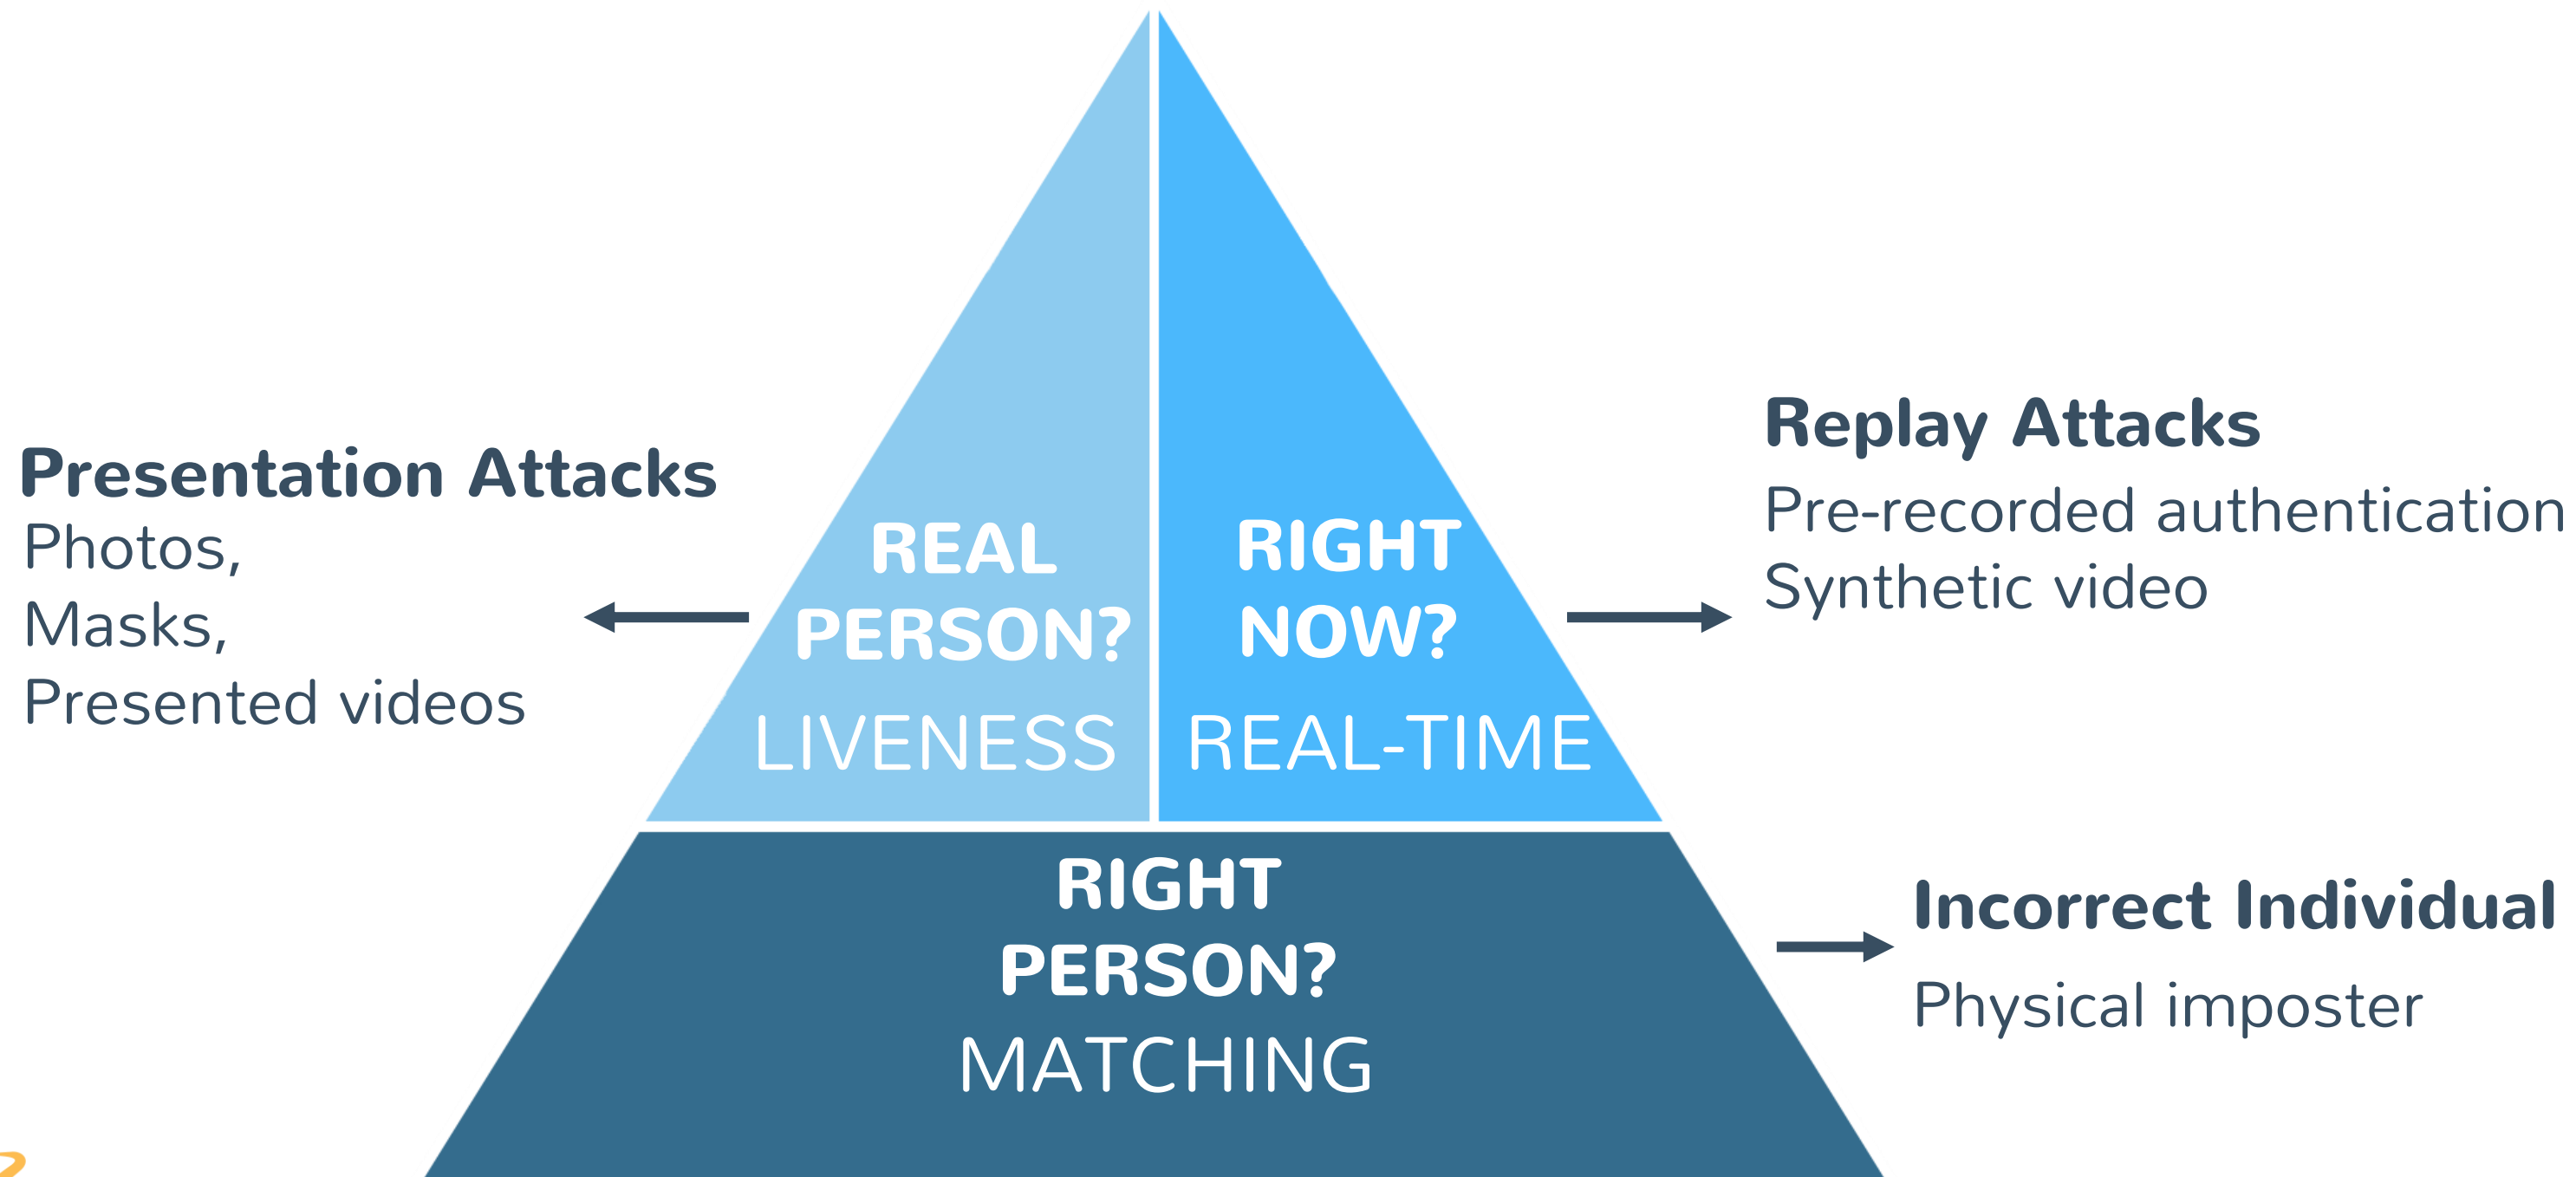 Presentation Attacks
Photos,
Masks,
Presented videos
REAL
PERSON?
LIVENESS
RIGHT
NOW?
REAL-TIME
Replay Attacks
Pre-recorded authentication
Synthetic video
RIGHT
PERSON?
MATCHING
Incorrect Individual
Physical imposter